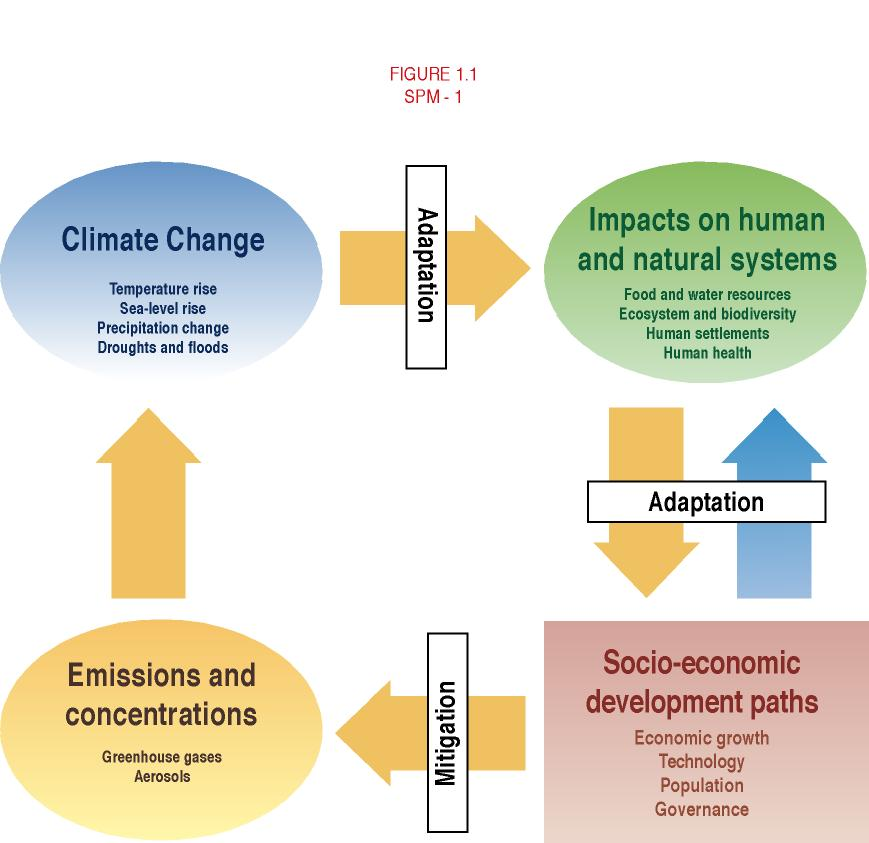 FIGURE 1.1
SPM - 1
Climate Change
Temperature rise
Sea-level rise
Precipitation change
Droughts and floods
Adaptation
Impacts on human
and natural systems
Food and water resources
Ecosystem and biodiversity
Human settlements
Human health
Adaptation
Emissions and
concentrations
Greenhouse gases
Aerosols
Mitigation
Socio-economic
development paths
Economic growth
Technology
Population
Governance